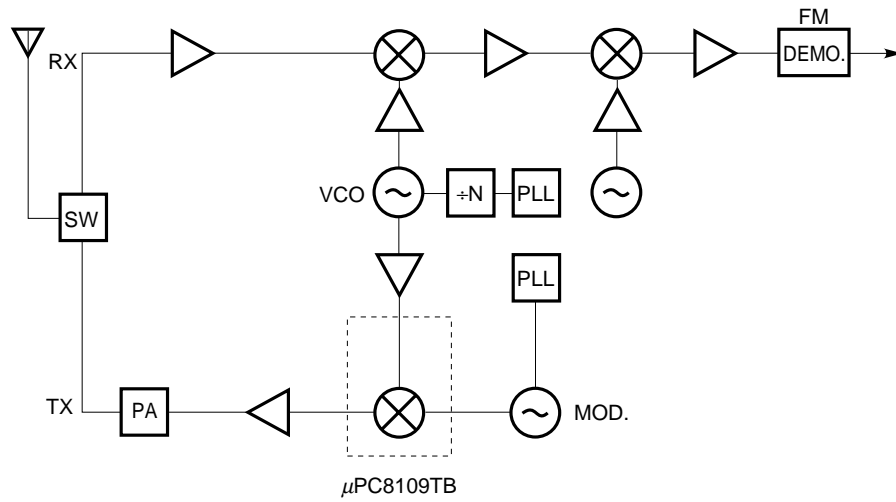 FM
RX
DEMO.
VCO
÷N
PLL
SW
PLL
TX
PA
MOD.
μPC8109TB